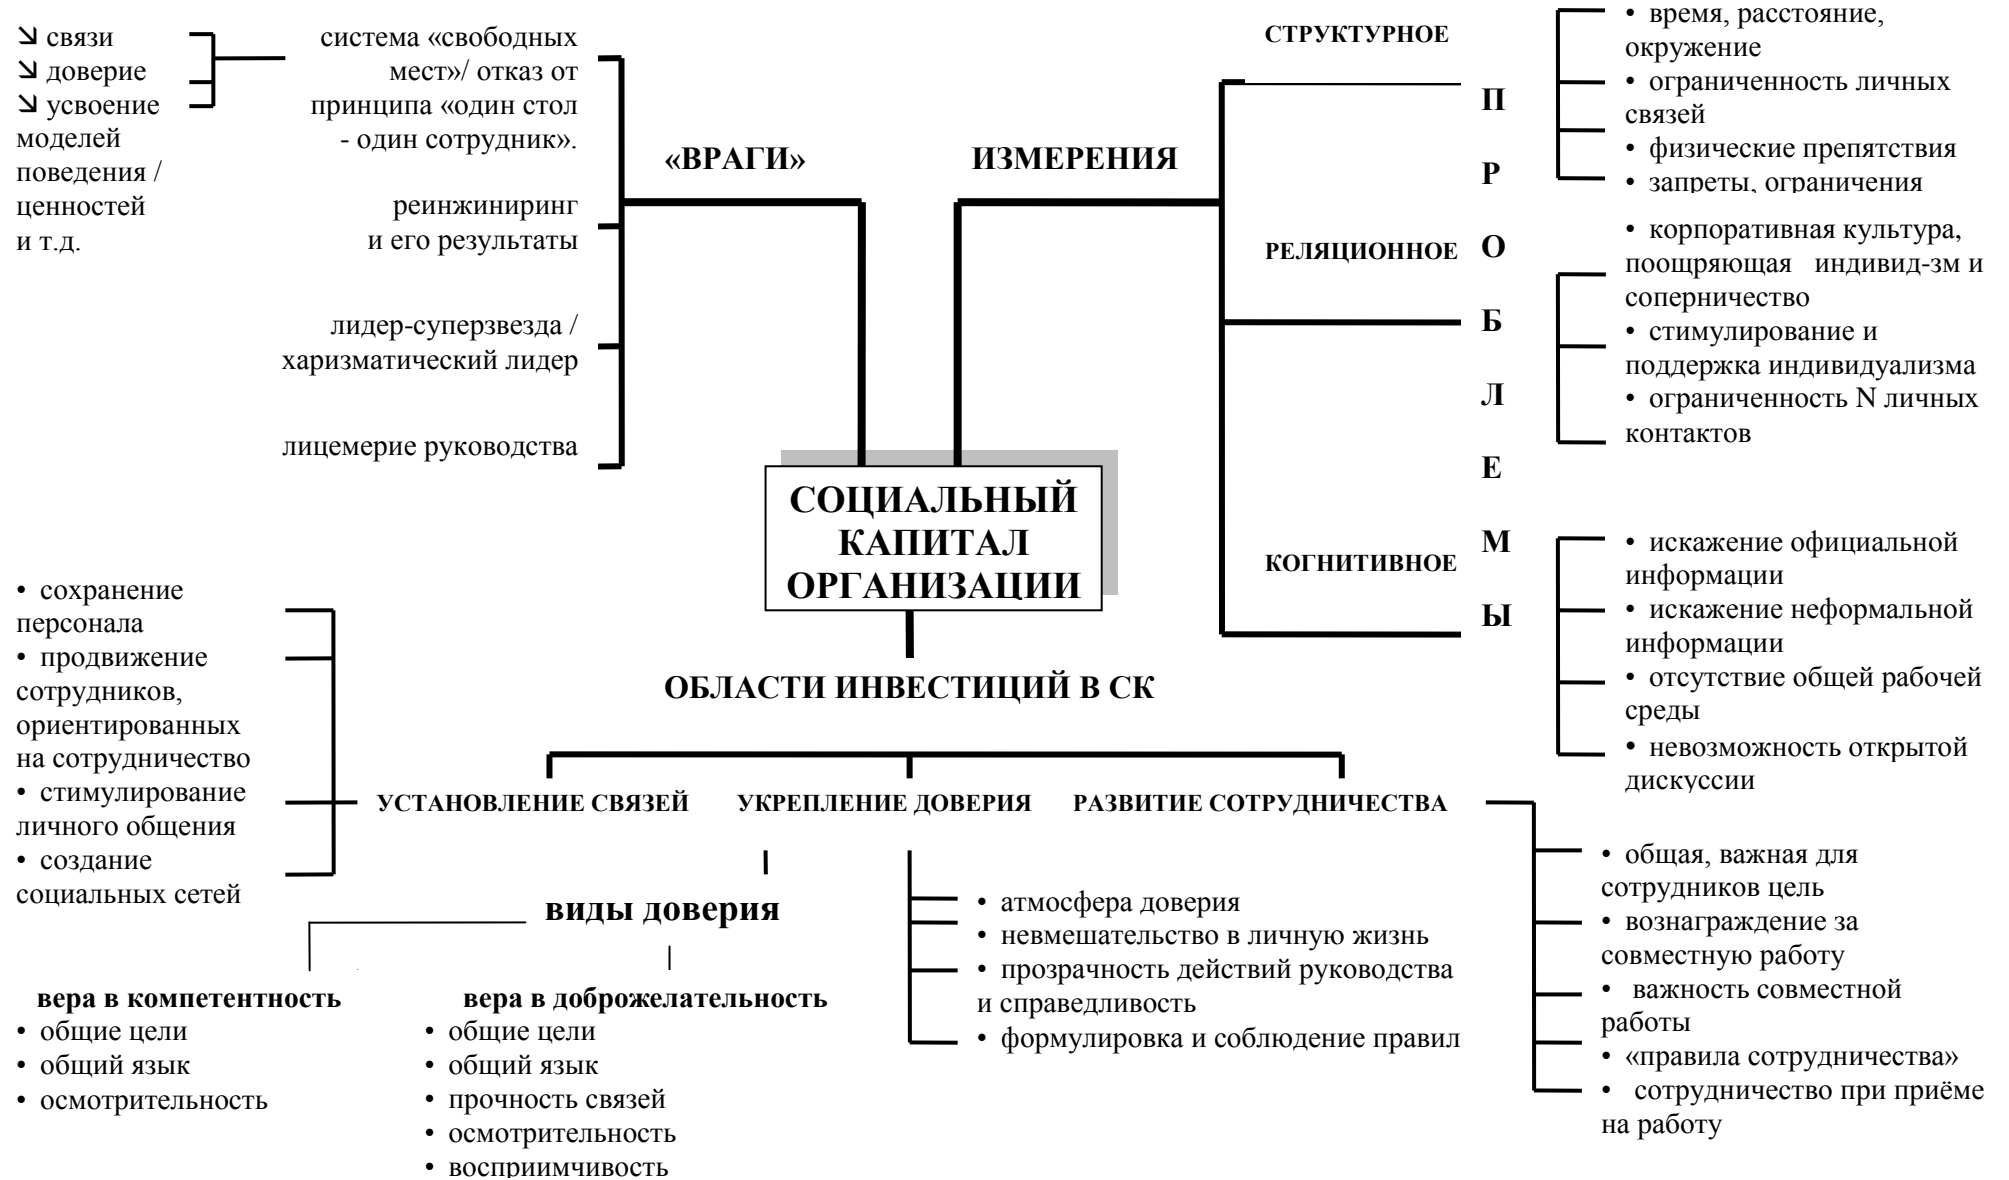 ↘ связи
↘ доверие
↘ усвоение
моделей
поведения /
ценностей
и т.д.
система «свободных
мест»/ отказ от
принципа «один стол
- один сотрудник».
реинжиниринг
и его результаты
лидер-суперзвезда /
харизматический лидер
лицемерие руководства
«ВРАГИ»
ИЗМЕРЕНИЯ
СТРУКТУРНОЕ
РЕЛЯЦИОННОЕ
КОГНИТИВНОЕ
П
Р
О
Б
Л
Е
М
Ы
• время, расстояние,
окружение
• ограниченность личных
связей
• физические препятствия
• запреты, ограничения
• корпоративная культура,
поощряющая индивид-зм и
соперничество
• стимулирование и
поддержка индивидуализма
• ограниченность N личных
контактов
• искажение официальной
информации
• искажение неформальной
информации
• отсутствие общей рабочей
среды
• невозможность открытой
дискуссии
СОЦИАЛЬНЫЙ
КАПИТАЛ
ОРГАНИЗАЦИИ
ОБЛАСТИ ИНВЕСТИЦИЙ В СК
• сохранение
персонала
• продвижение
сотрудников,
ориентированных
на сотрудничество
• стимулирование
личного общения
• создание
социальных сетей
УСТАНОВЛЕНИЕ СВЯЗЕЙ
УКРЕПЛЕНИЕ ДОВЕРИЯ
РАЗВИТИЕ СОТРУДНИЧЕСТВА
виды доверия
вера в компетентность
• общие цели
• общий язык
• осмотрительность
вера в доброжелательность
• общие цели
• общий язык
• прочность связей
• осмотрительность
• восприимчивость
• атмосфера доверия
• невмешательство в личную жизнь
• прозрачность действий руководства
и справедливость
• формулировка и соблюдение правил
• общая, важная для
сотрудников цель
• вознаграждение за
совместную работу
• важность совместной
работы
• «правила сотрудничества»
• сотрудничество при приёме
на работу